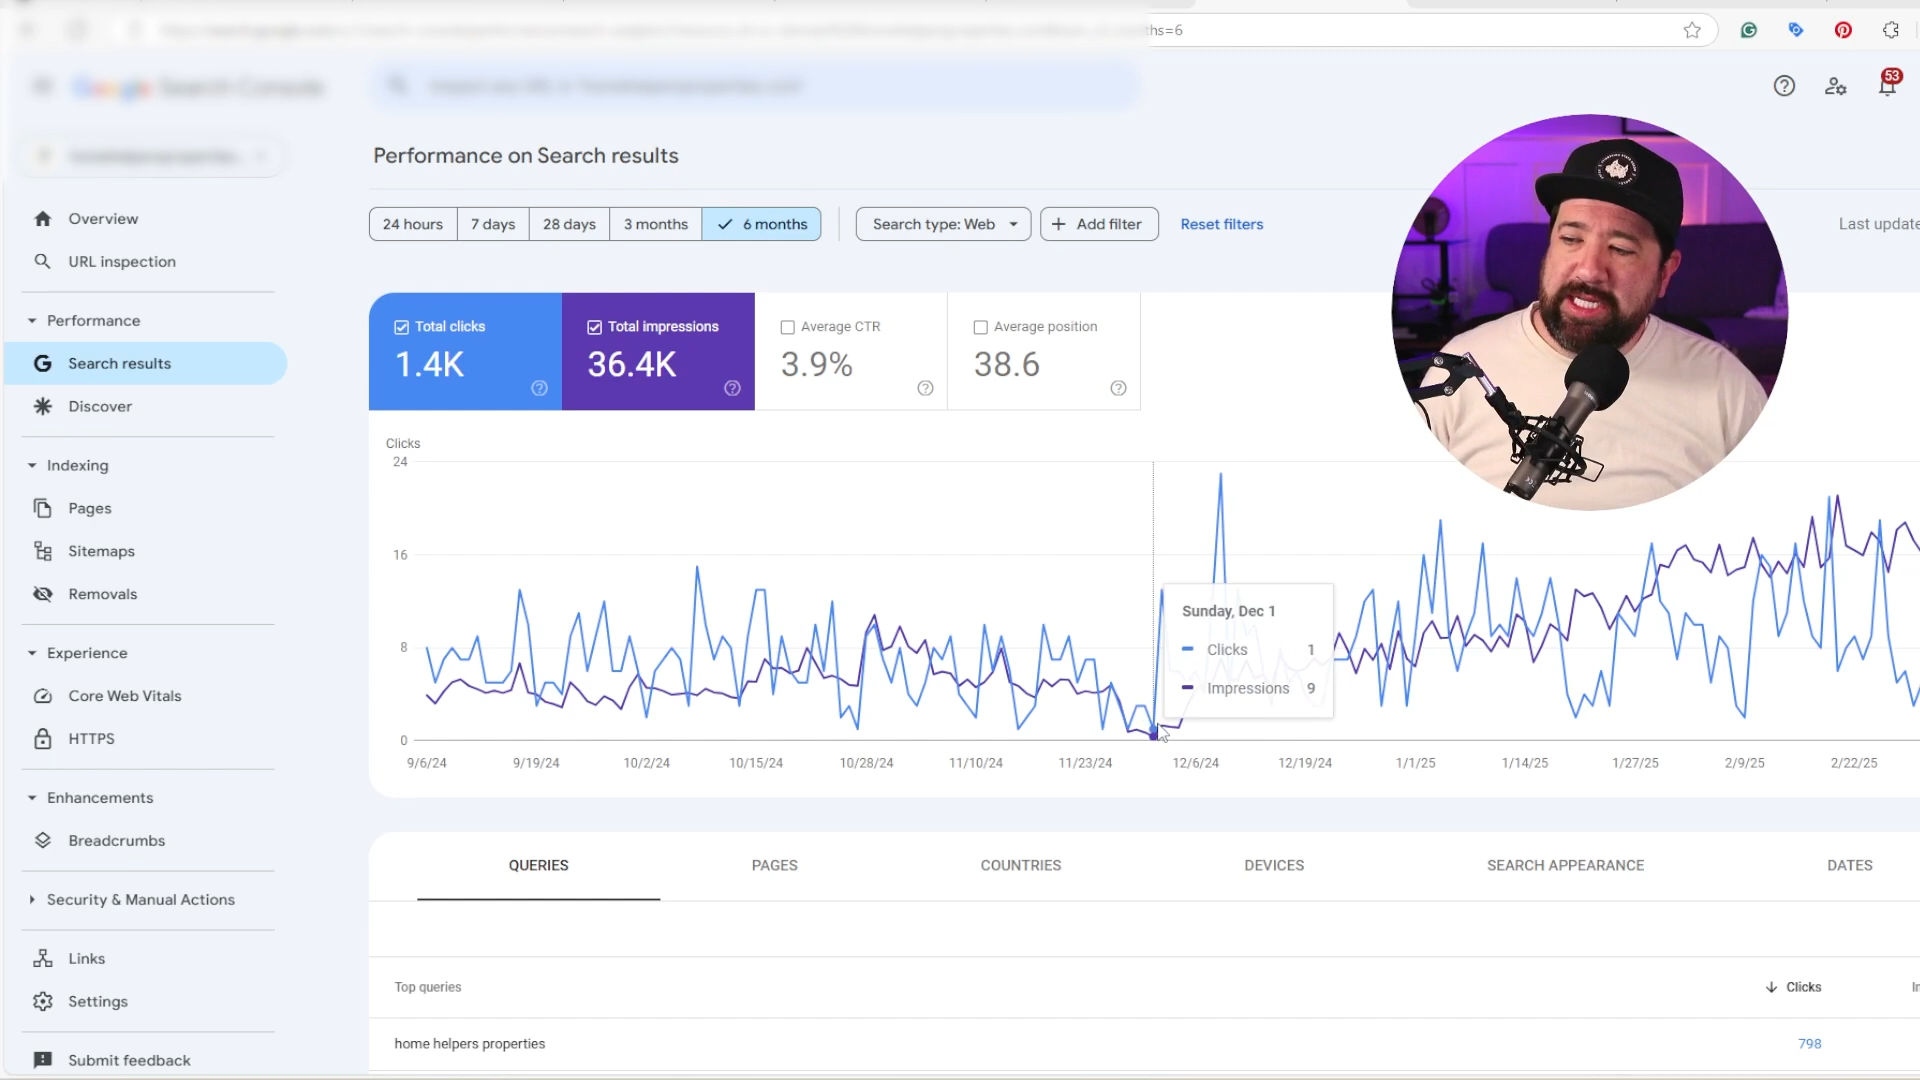 ths=6
53
Performance on Search results
24 hours 7 days 28 days 3 months 6 months Search type: Web Add filter Reset filters Last update
Overview
URL inspection
Performance
Search results
Discover
Indexing
Pages
Sitemaps
Removals
Experience
Core Web Vitals
HTTPS
Enhancements
Breadcrumbs
Security & Manual Actions
Links
Settings
Submit feedback
Total clicks
1.4K
Total impressions
36.4K
Average CTR
3.9%
Average position
38.6
Clicks
24
16
8
0
Sunday, Dec 1
Clicks 1
Impressions 9
9/6/24 9/19/24 10/2/24 10/15/24 10/28/24 11/10/24 11/23/24 12/6/24 12/19/24 1/1/25 1/14/25 1/27/25 2/9/25 2/22/25
QUERIES PAGES COUNTRIES DEVICES SEARCH APPEARANCE DATES
Top queries Clicks
home helpers properties 798